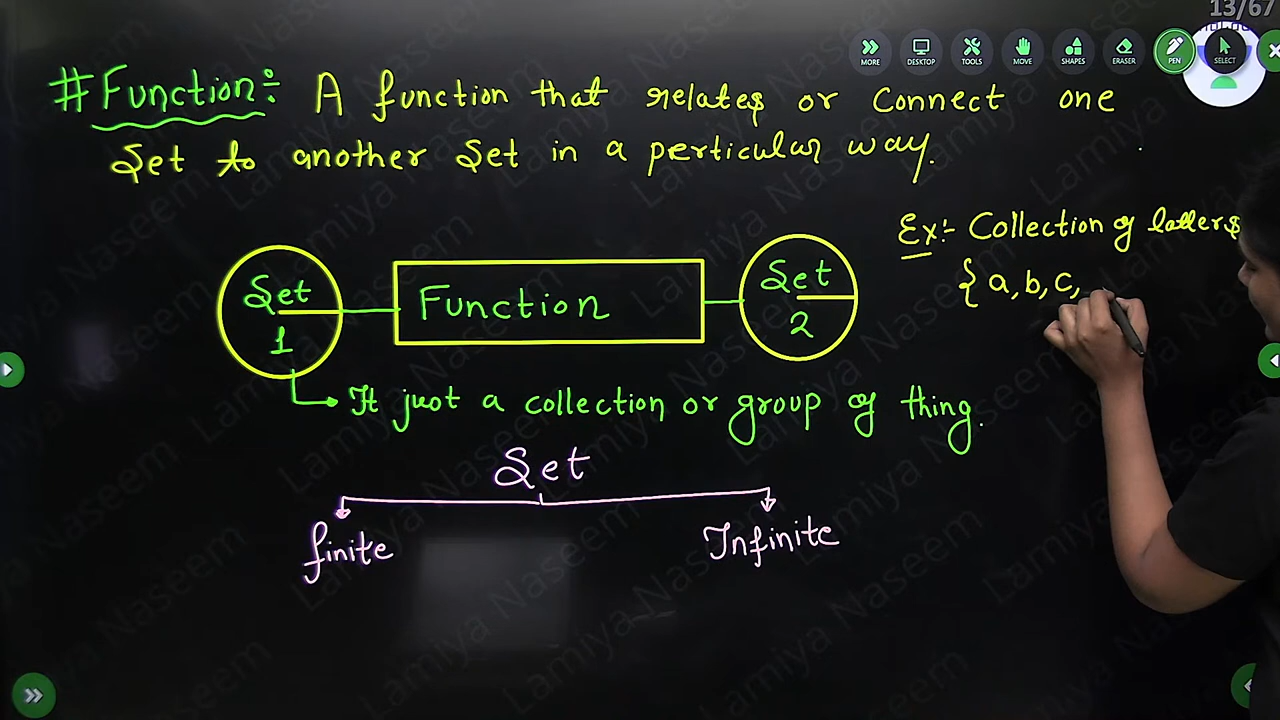 13/67
MORE DESKTOP TOOLS MOVE SHAPES ERASER PEN SELECT
# Function:- A function that relates or connect one
Set to another Set in a perticular way.
Ex:- Collection of latters
{ a, b, c,
Set
1
Function
Set
2
It just a collection or group of thing.
Set
finite
Infinite
Lamiya Naseem